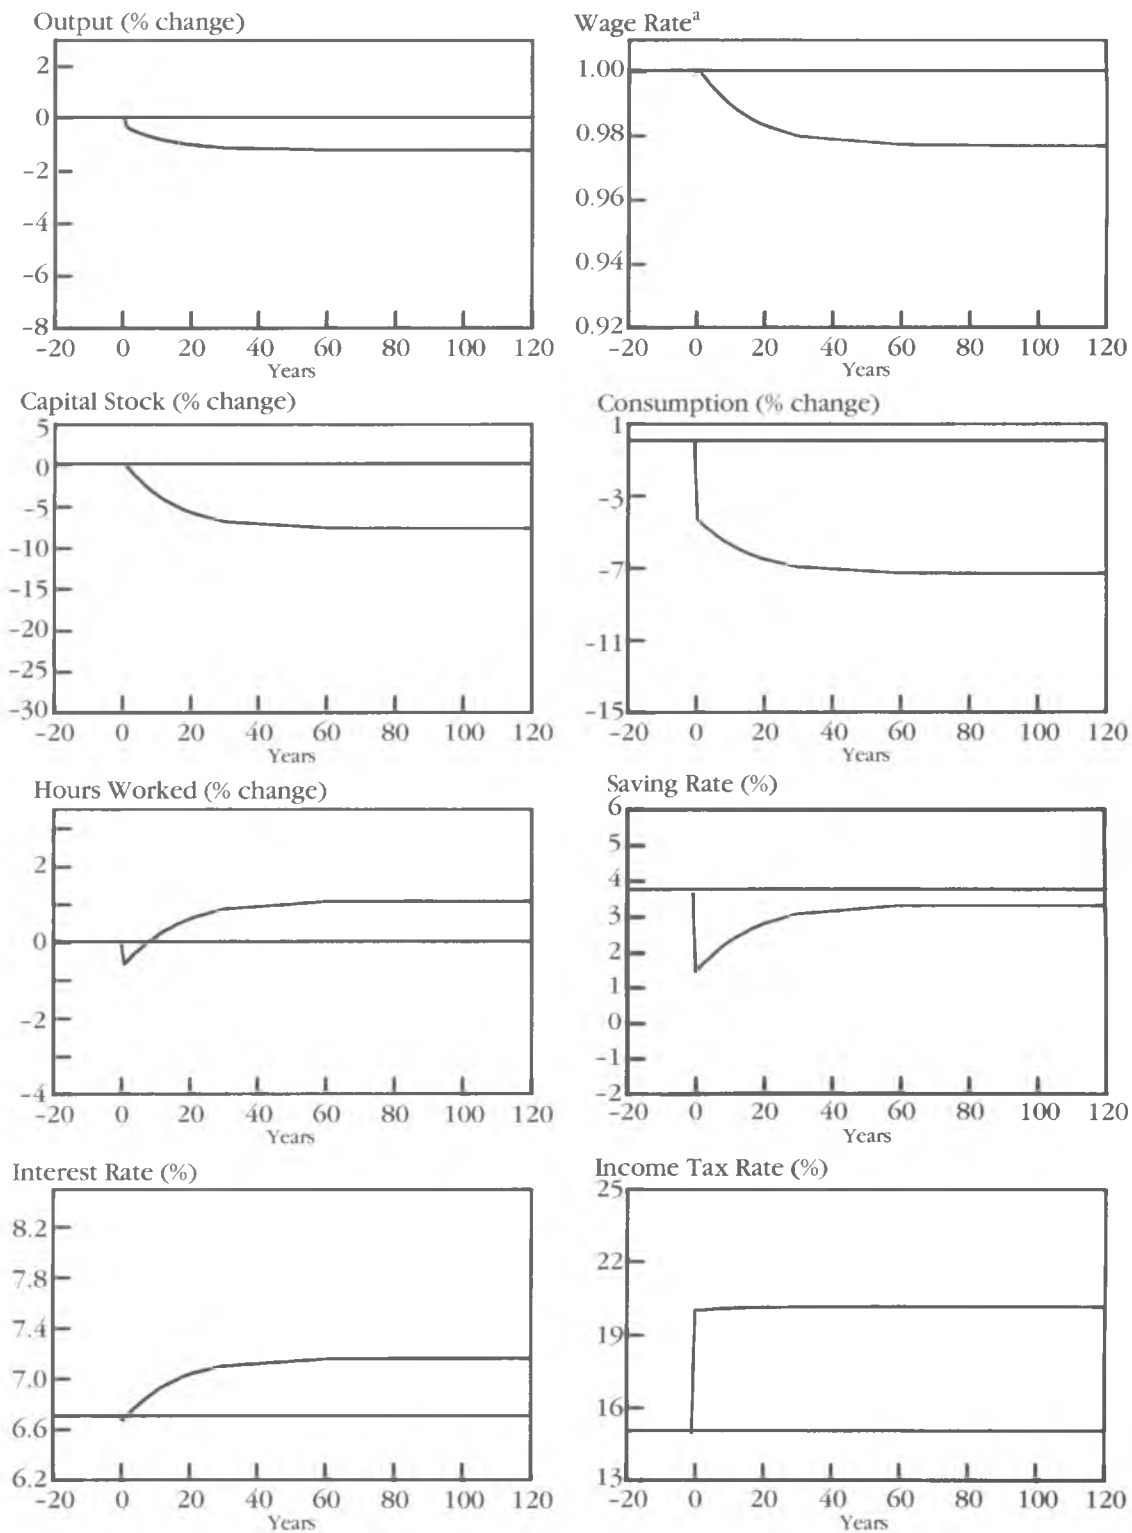 Output (% change)
2
0
-2
-4
-6
-8
-20 0 20 40 60 80 100 120
Years
Wage Rateᵃ
1.00
0.98
0.96
0.94
0.92
-20 0 20 40 60 80 100 120
Years
Capital Stock (% change)
5
0
-5
-10
-15
-20
-25
-30
-20 0 20 40 60 80 100 120
Years
Consumption (% change)
1
-3
-7
-11
-15
-20 0 20 40 60 80 100 120
Years
Hours Worked (% change)
2
0
-2
-4
-20 0 20 40 60 80 100 120
Years
Saving Rate (%)
6
5
4
3
2
1
0
-1
-2
-20 0 20 40 60 80 100 120
Years
Interest Rate (%)
8.2
7.8
7.4
7.0
6.6
6.2
-20 0 20 40 60 80 100 120
Years
Income Tax Rate (%)
25
22
19
16
13
-20 0 20 40 60 80 100 120
Years